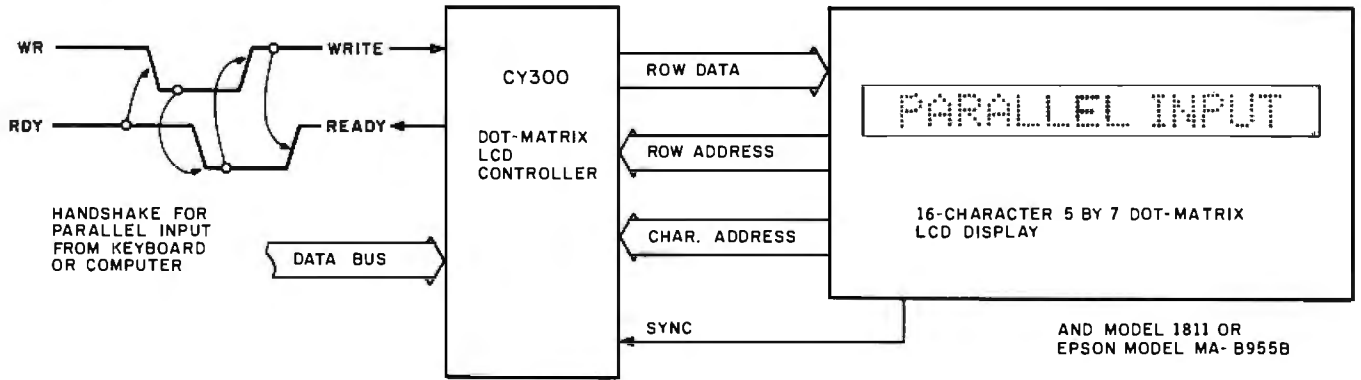 WR
WRITE
RDY
READY
HANDSHAKE FOR
PARALLEL INPUT
FROM KEYBOARD
OR COMPUTER
DATA BUS
CY300
DOT-MATRIX
LCD
CONTROLLER
ROW DATA
ROW ADDRESS
CHAR. ADDRESS
SYNC
PARALLEL INPUT
16-CHARACTER 5 BY 7 DOT-MATRIX
LCD DISPLAY
AND MODEL 1811 OR
EPSON MODEL MA-B955B